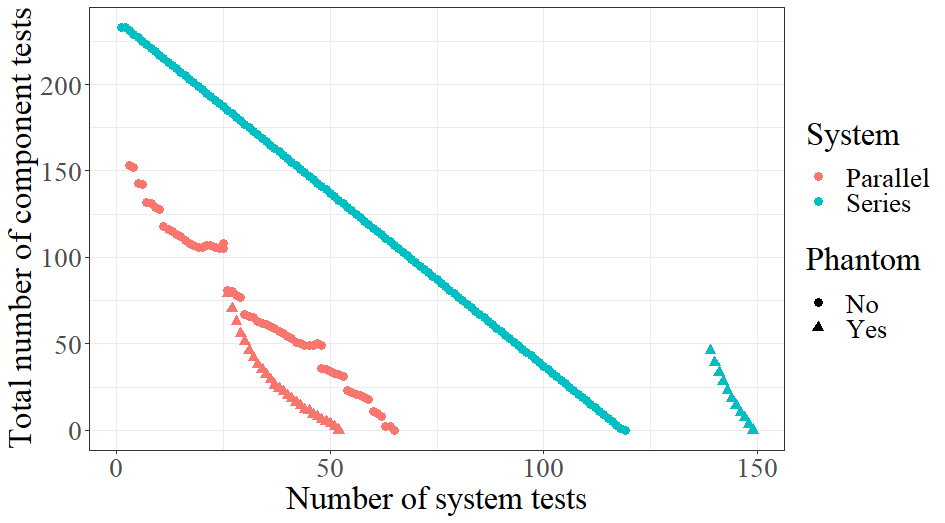 Total number of component tests
200
150
100
50
0
0
50
100
150
Number of system tests
System
Parallel
Series
Phantom
No
Yes